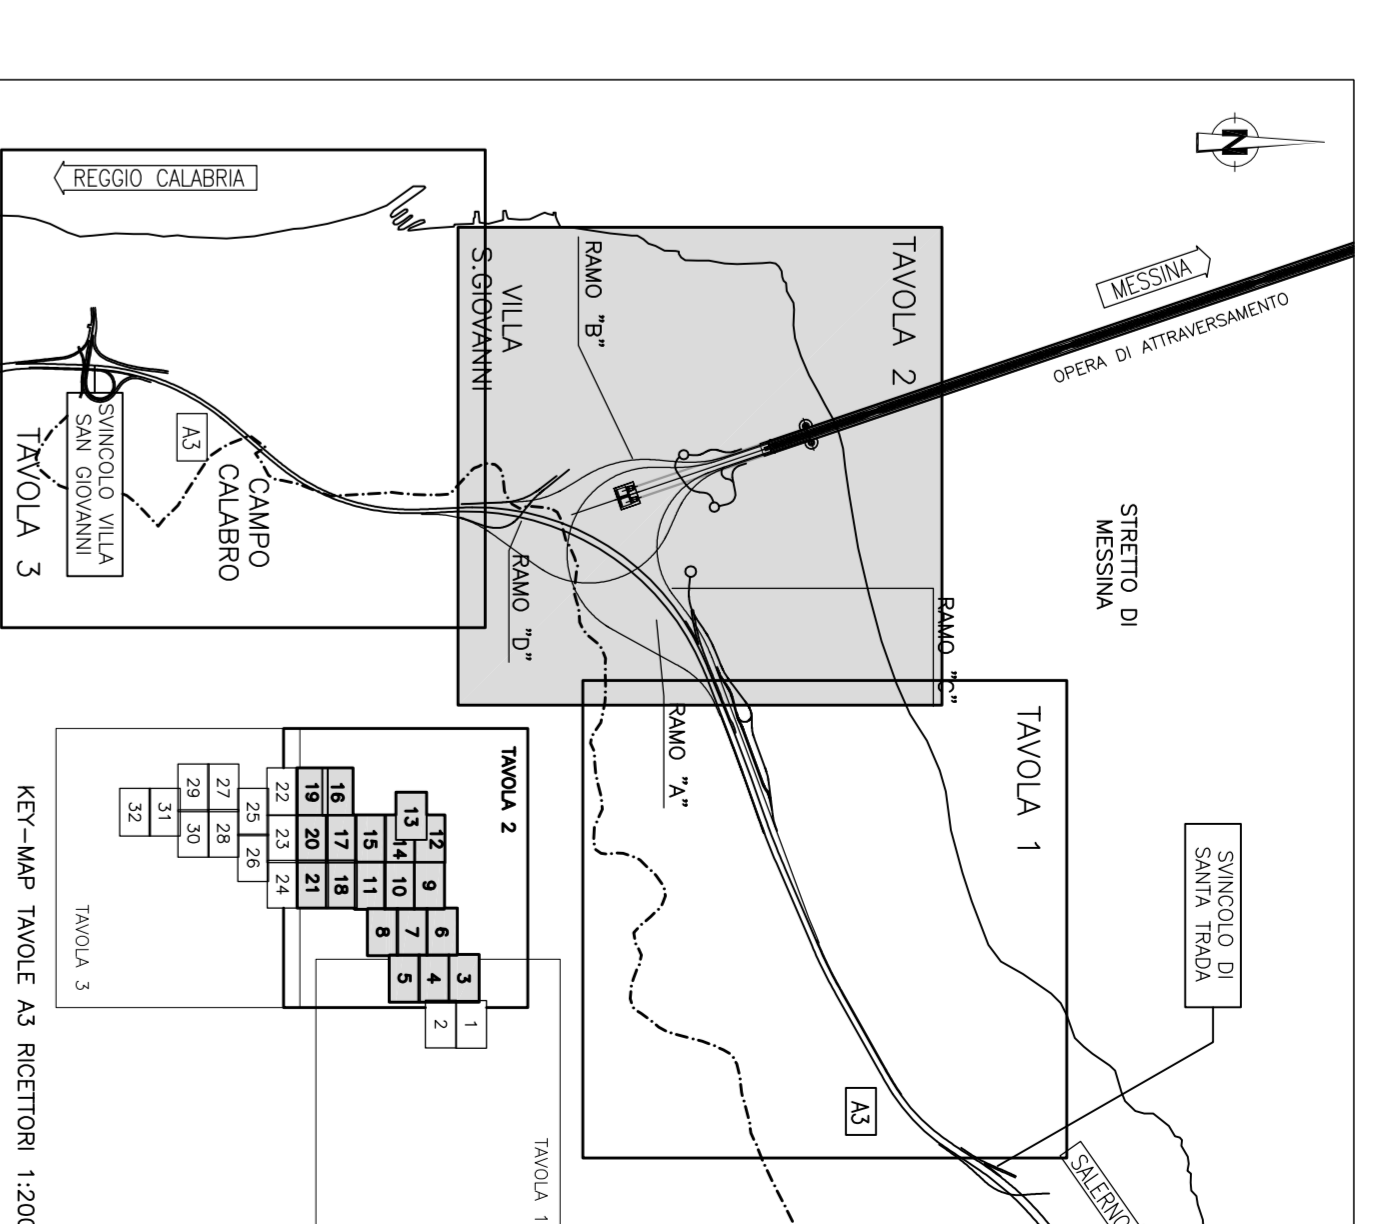 N
REGGIO CALABRIA
MESSINA
OPERA DI ATTRAVERSAMENTO
STRETTO DI
MESSINA
TAVOLA 2
RAMO "B"
VILLA
S.GIOVANNI
RAMO "D"
RAMO "C"
RAMO "A"
SVINCOLO VILLA
SAN GIOVANNI
A3
CAMPO
CALABRO
TAVOLA 3
TAVOLA 1
SVINCOLO DI
SANTA TRADA
A3
SALERNO
TAVOLA 2
TAVOLA 3
TAVOLA 1
1
2
3
4
5
6
7
8
9
10
11
12
13
14
15
16
17
18
19
20
21
22
23
24
25
26
27
28
29
30
31
32
KEY-MAP TAVOLE A3 RICETTORI 1:200